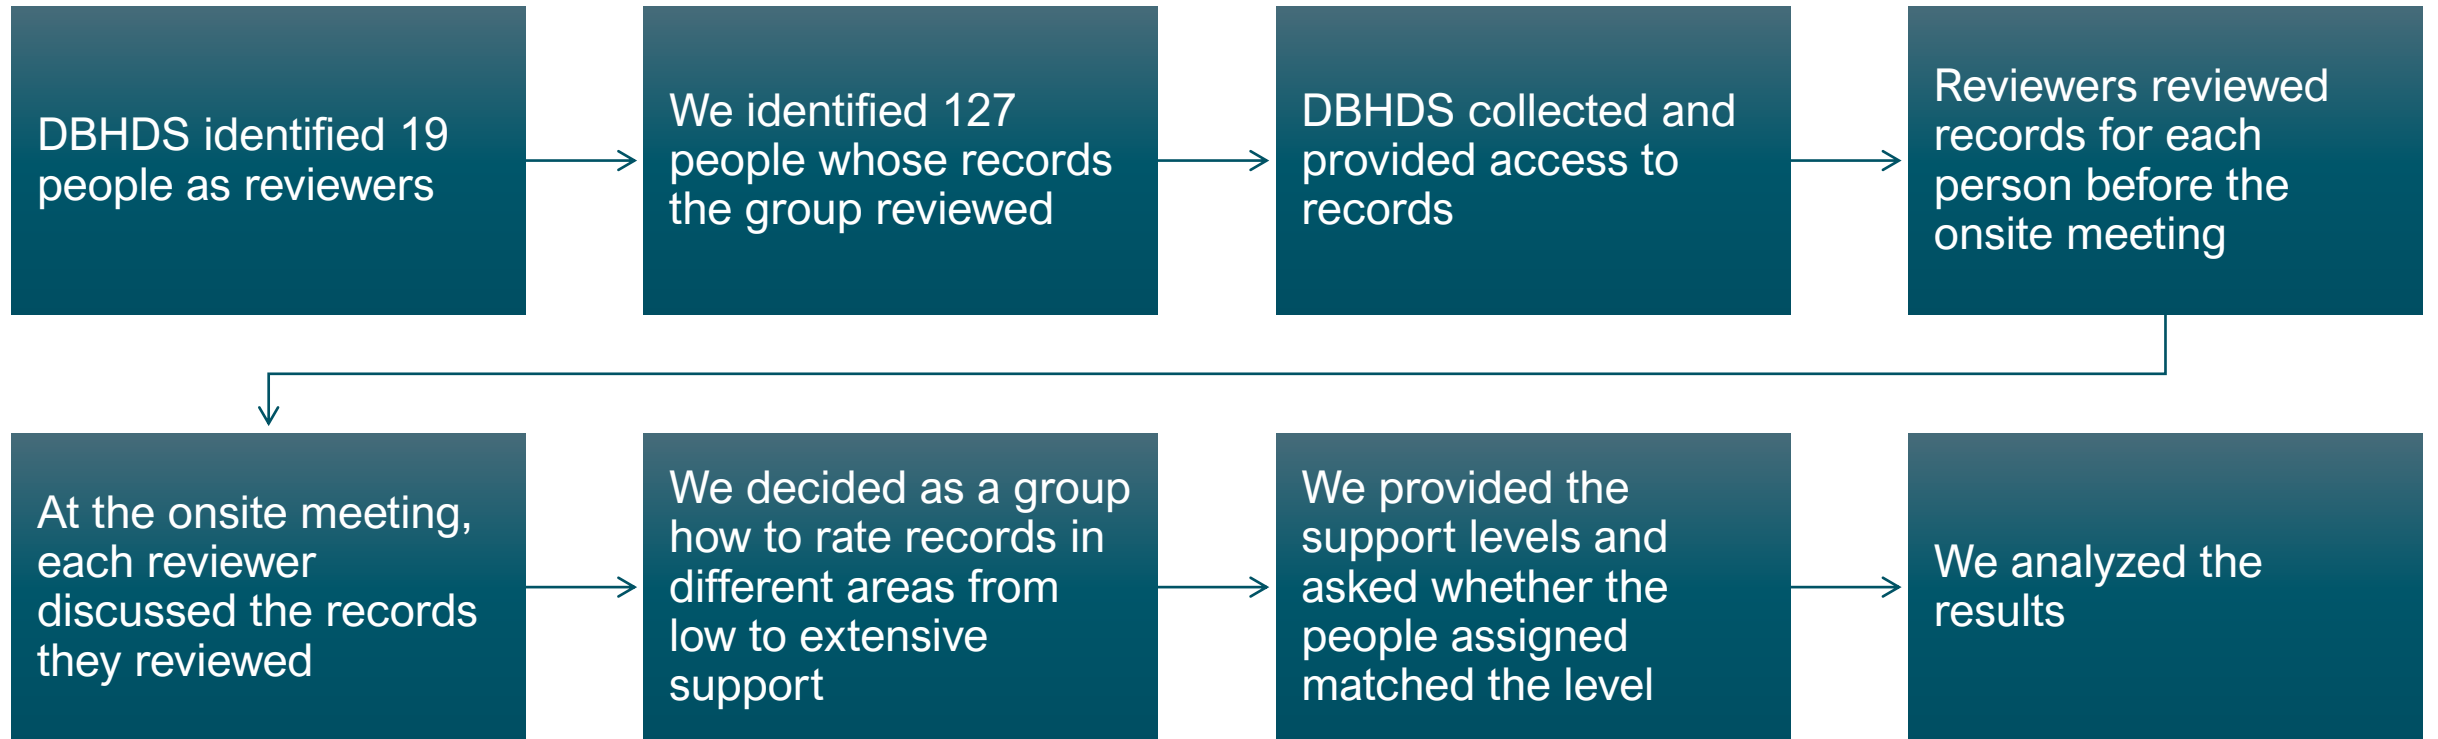 DBHDS identified 19
people as reviewers
We identified 127
people whose records
the group reviewed
DBHDS collected and
provided access to
records
Reviewers reviewed
records for each
person before the
onsite meeting
At the onsite meeting,
each reviewer
discussed the records
they reviewed
We decided as a group
how to rate records in
different areas from
low to extensive
support
We provided the
support levels and
asked whether the
people assigned
matched the level
We analyzed the
results